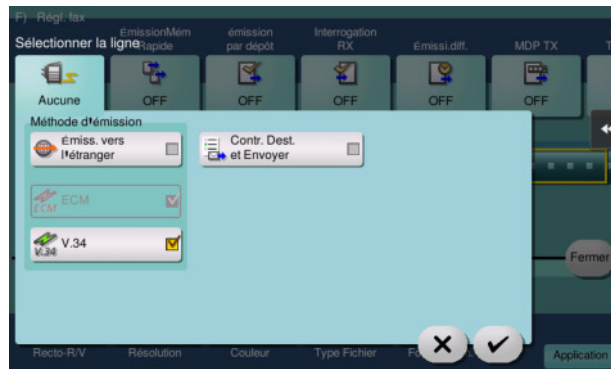 F) Régl. fax
Sélectionner la ligne
ÉmissionMém
Rapide
émission
par dépôt
Interrogation
RX
Émissi.diff.
MDP TX
T
Aucune
OFF
OFF
OFF
OFF
OFF
Méthode d'émission
Émiss. vers
l'étranger
Contr. Dest.
et Envoyer
ECM
ECM
V.34
V.34
Fermer
Recto-R/V
Résolution
Couleur
Type Fichier
Application